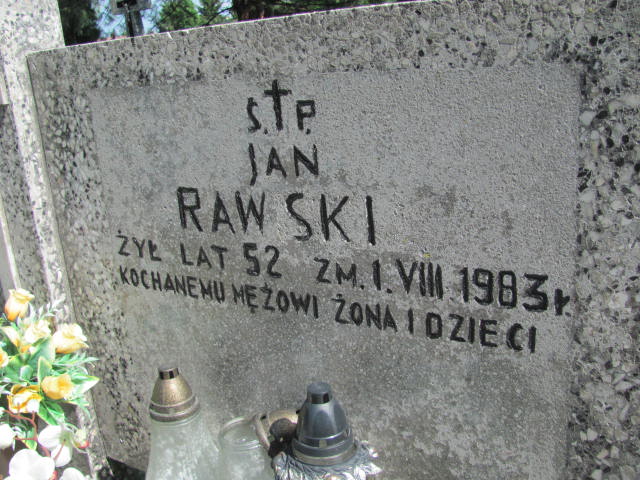 Ś.†P.
JAN
RAWSKI
ŻYŁ LAT 52 ZM. 1. VIII. 1983 r.
KOCHANEMU MĘŻOWI ŻONA I DZIECI